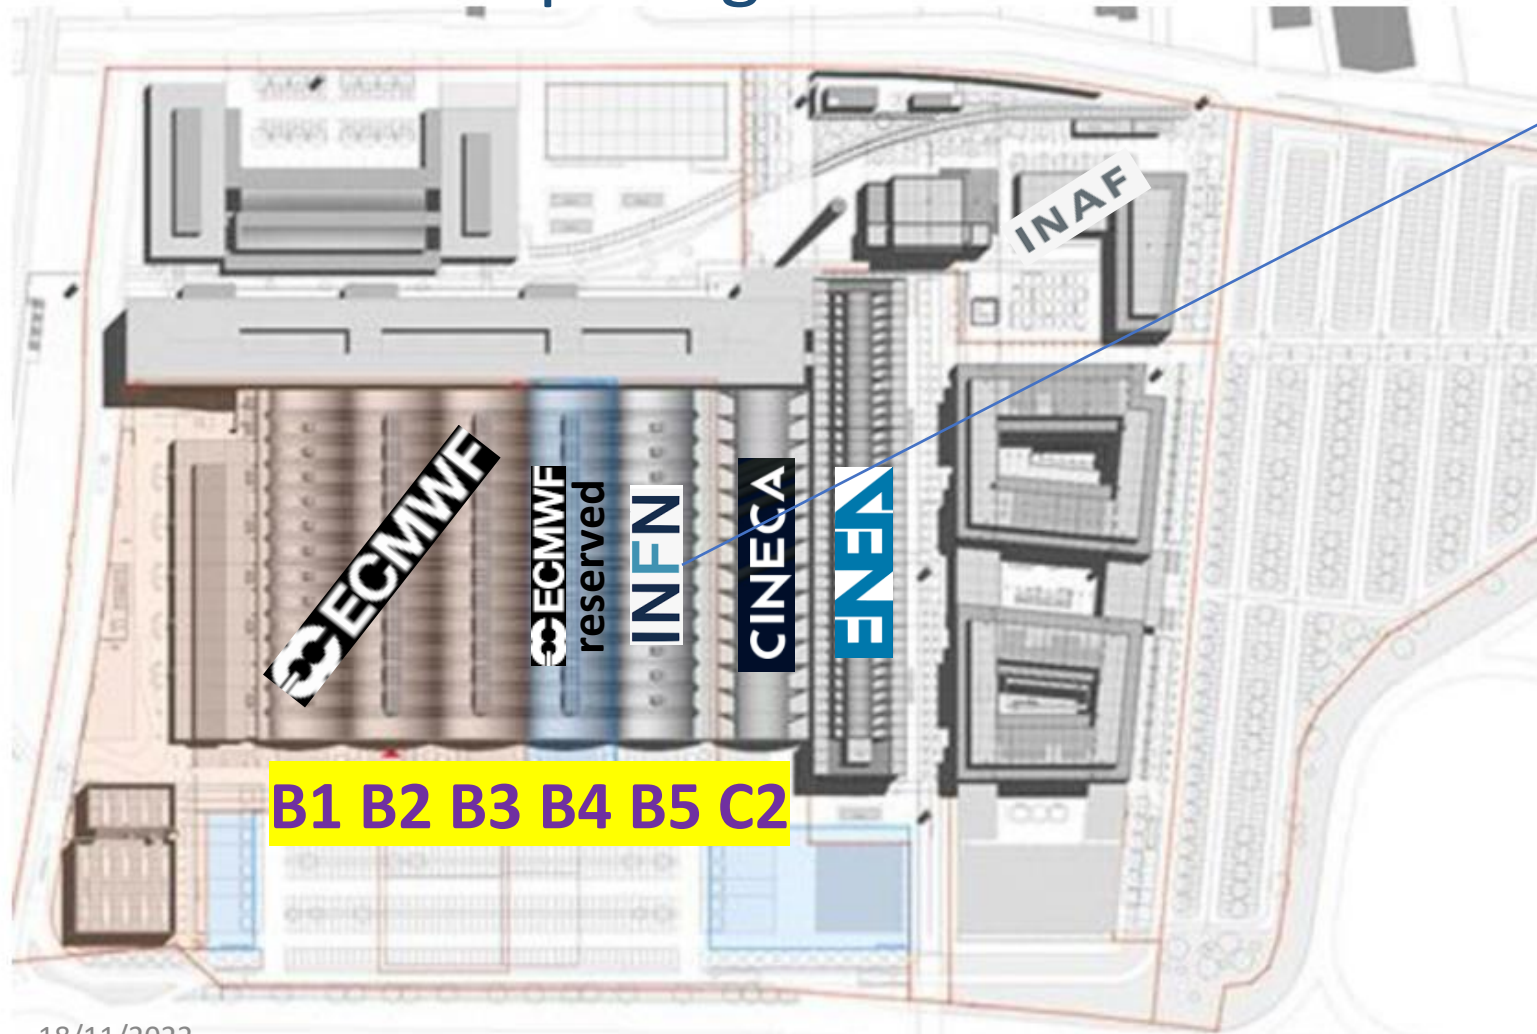 INAF
ECMWF
ECMWF
reserved
INFN
CINECA
ENEA
B1 B2 B3 B4 B5 C2